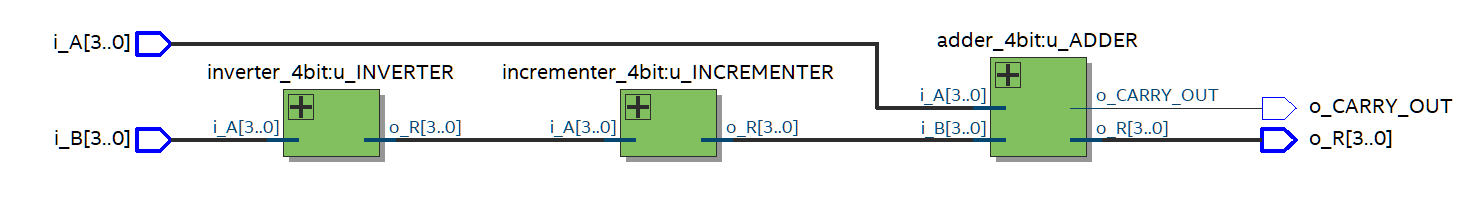 adder_4bit:u_ADDER
i_A[3..0]
inverter_4bit:u_INVERTER
incrementer_4bit:u_INCREMENTER
i_A[3..0]
o_CARRY_OUT
o_CARRY_OUT
i_B[3..0]
i_A[3..0]
o_R[3..0]
i_A[3..0]
o_R[3..0]
i_B[3..0]
o_R[3..0]
o_R[3..0]